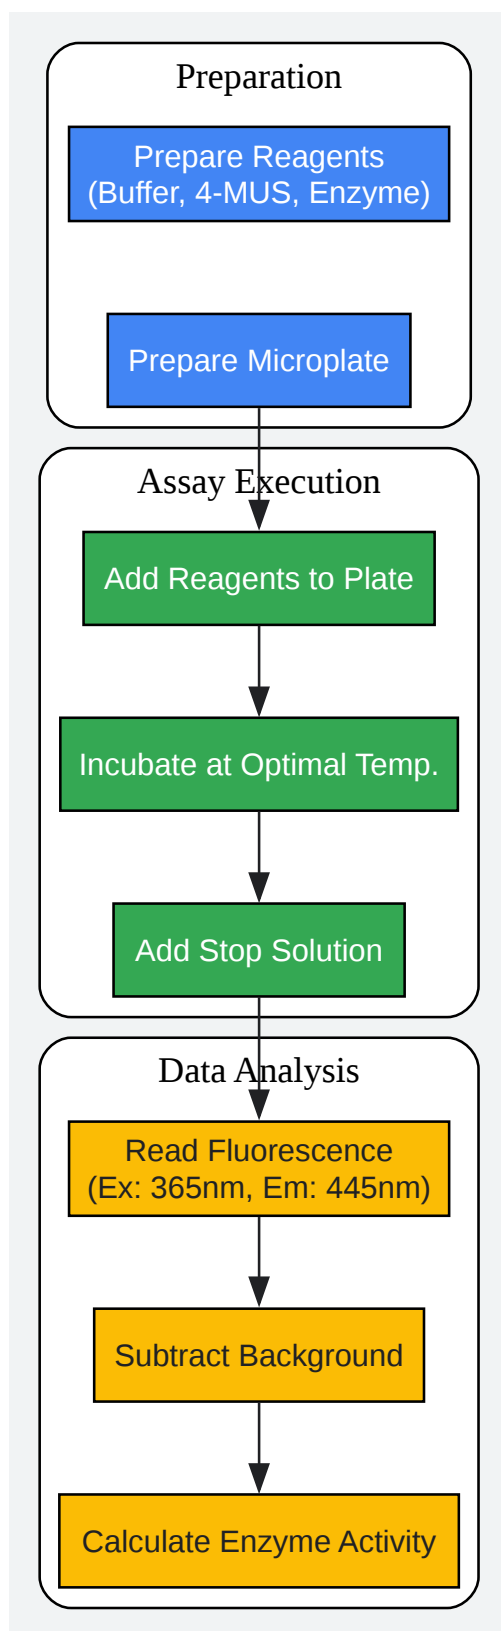 Preparation
Prepare Reagents
(Buffer, 4-MUS, Enzyme)
Prepare Microplate
Assay Execution
Add Reagents to Plate
Incubate at Optimal Temp.
Add Stop Solution
Data Analysis
Read Fluorescence
(Ex: 365nm, Em: 445nm)
Subtract Background
Calculate Enzyme Activity